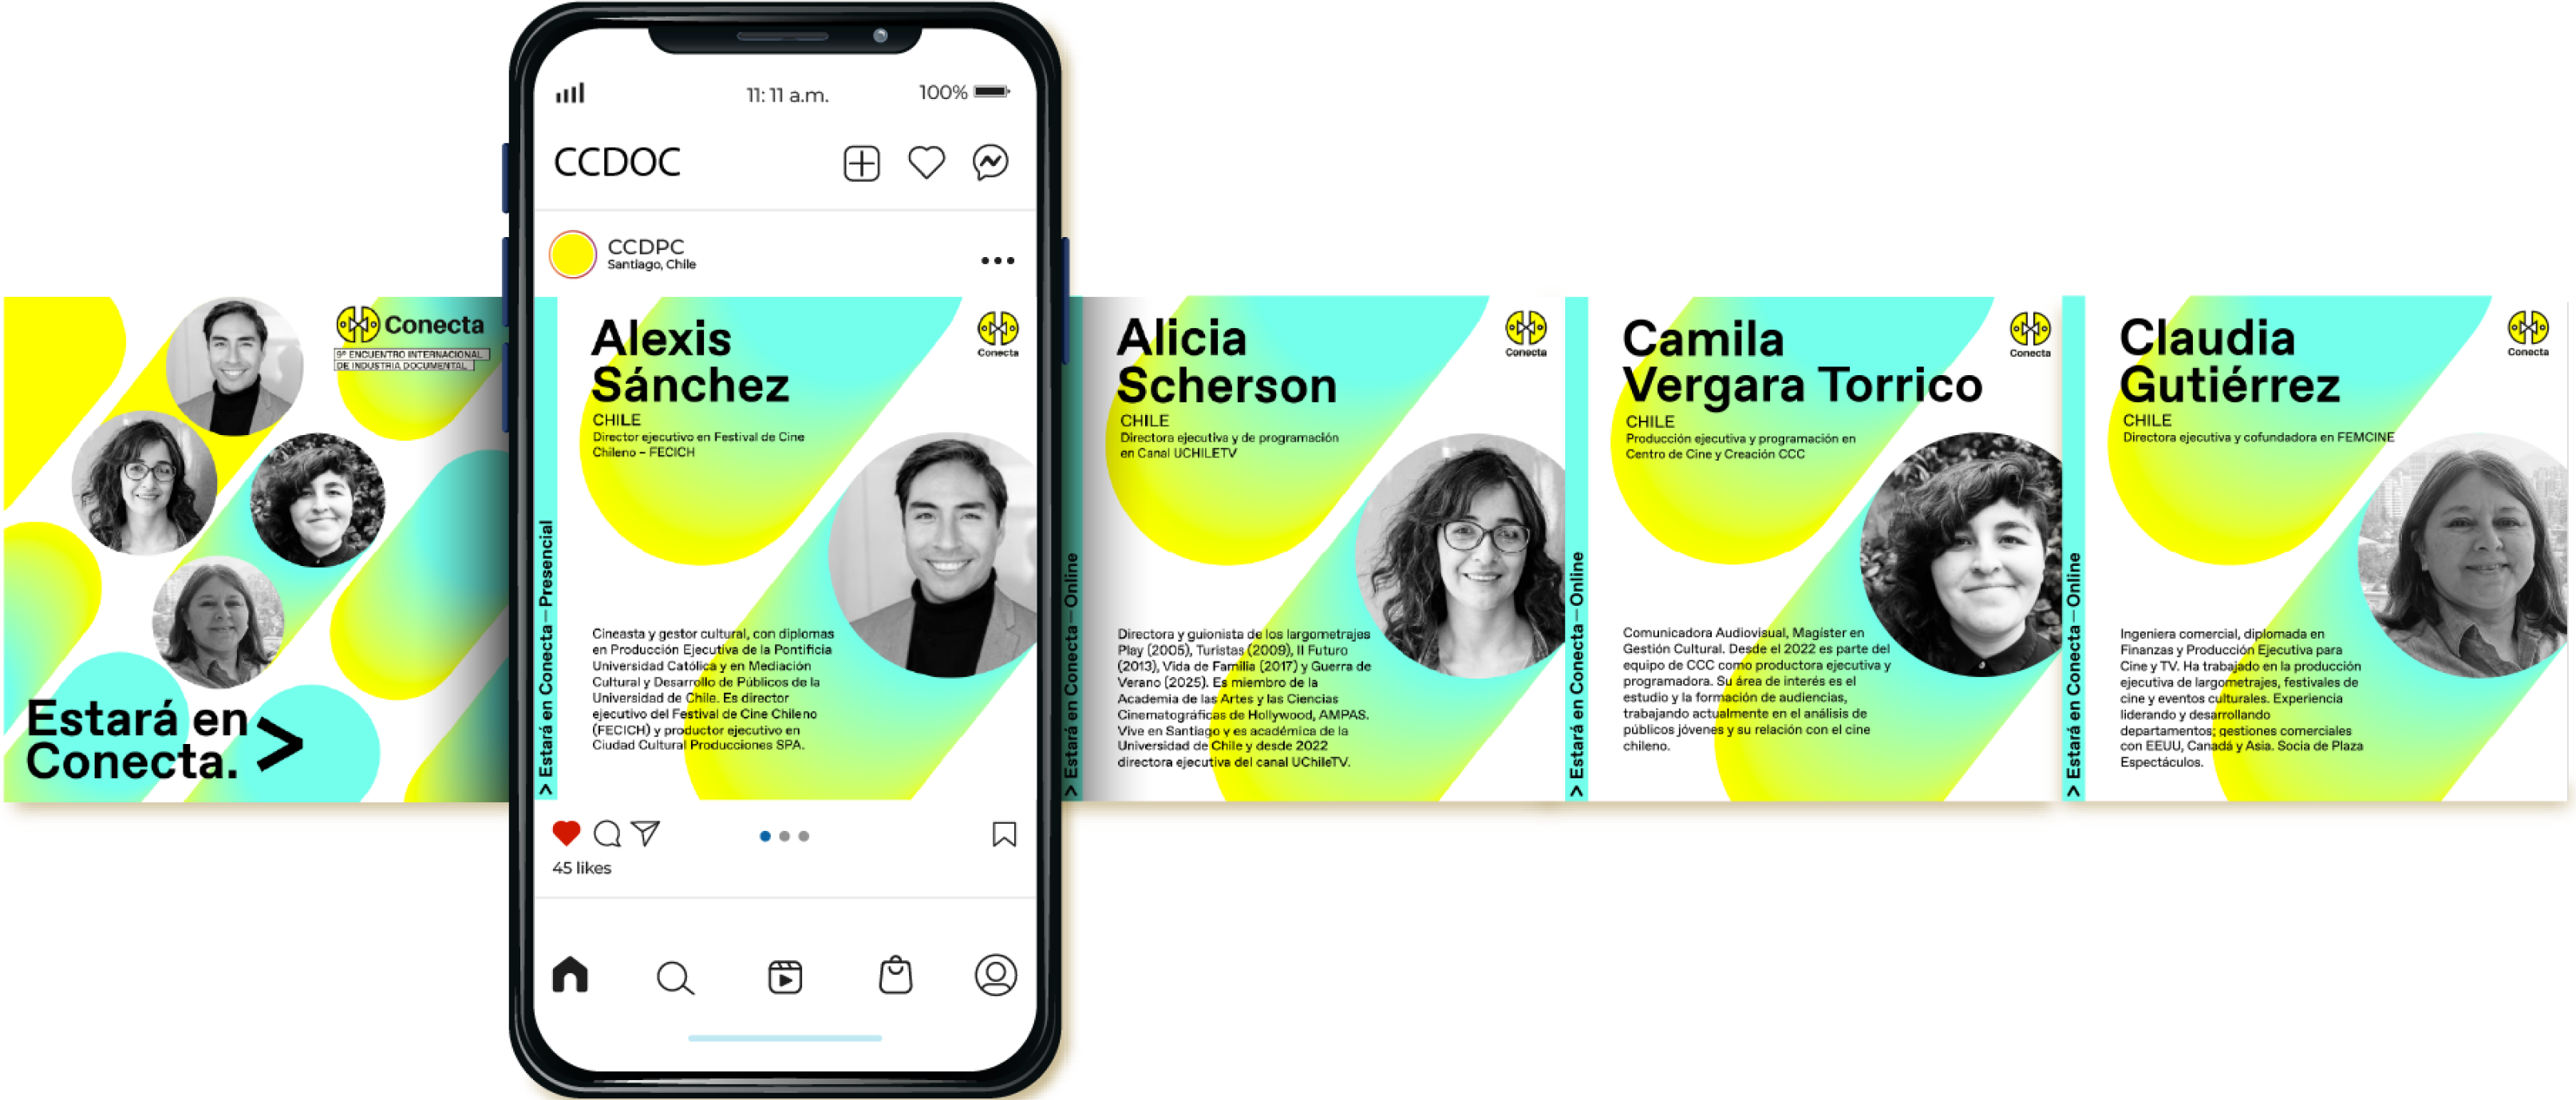 Conecta
9º ENCUENTRO INTERNACIONAL
DE INDUSTRIA DOCUMENTAL
Estará en
Conecta.
>
11:11 a.m.
100%
CCDOC
CCDPC
Santiago, Chile
> Estará en Conecta—Presencial
Alexis
Sánchez
Conecta
CHILE
Director ejecutivo en Festival de Cine
Chileno – FECICH
Cineasta y gestor cultural, con diplomas
en Producción Ejecutiva de la Pontificia
Universidad Católica y en Mediación
Cultural y Desarrollo de Públicos de la
Universidad de Chile. Es director
ejecutivo del Festival de Cine Chileno
(FECICH) y productor ejecutivo en
Ciudad Cultural Producciones SPA.
45 likes
> Estará en Conecta—Online
Alicia
Scherson
Conecta
CHILE
Directora ejecutiva y de programación
en Canal UCHILETV
Directora y guionista de los largometrajes
Play (2005), Turistas (2009), Il Futuro
(2013), Vida de Familia (2017) y Guerra de
Verano (2025). Es miembro de la
Academia de las Artes y las Ciencias
Cinematográficas de Hollywood, AMPAS.
Vive en Santiago y es académica de la
Universidad de Chile y desde 2022
directora ejecutiva del canal UChileTV.
> Estará en Conecta—Online
Camila
Vergara Torrico
Conecta
CHILE
Producción ejecutiva y programación en
Centro de Cine y Creación CCC
Comunicadora Audiovisual, Magíster en
Gestión Cultural. Desde el 2022 es parte del
equipo de CCC como productora ejecutiva y
programadora. Su área de interés es el
estudio y la formación de audiencias,
trabajando actualmente en el análisis de
públicos jóvenes y su relación con el cine
chileno.
> Estará en Conecta—Online
Claudia
Gutiérrez
Conecta
CHILE
Directora ejecutiva y cofundadora en FEMCINE
Ingeniera comercial, diplomada en
Finanzas y Producción Ejecutiva para
Cine y TV. Ha trabajado en la producción
ejecutiva de largometrajes, festivales de
cine y eventos culturales. Experiencia
liderando y desarrollando
departamentos; gestiones comerciales
con EEUU, Canadá y Asia. Socia de Plaza
Espectáculos.